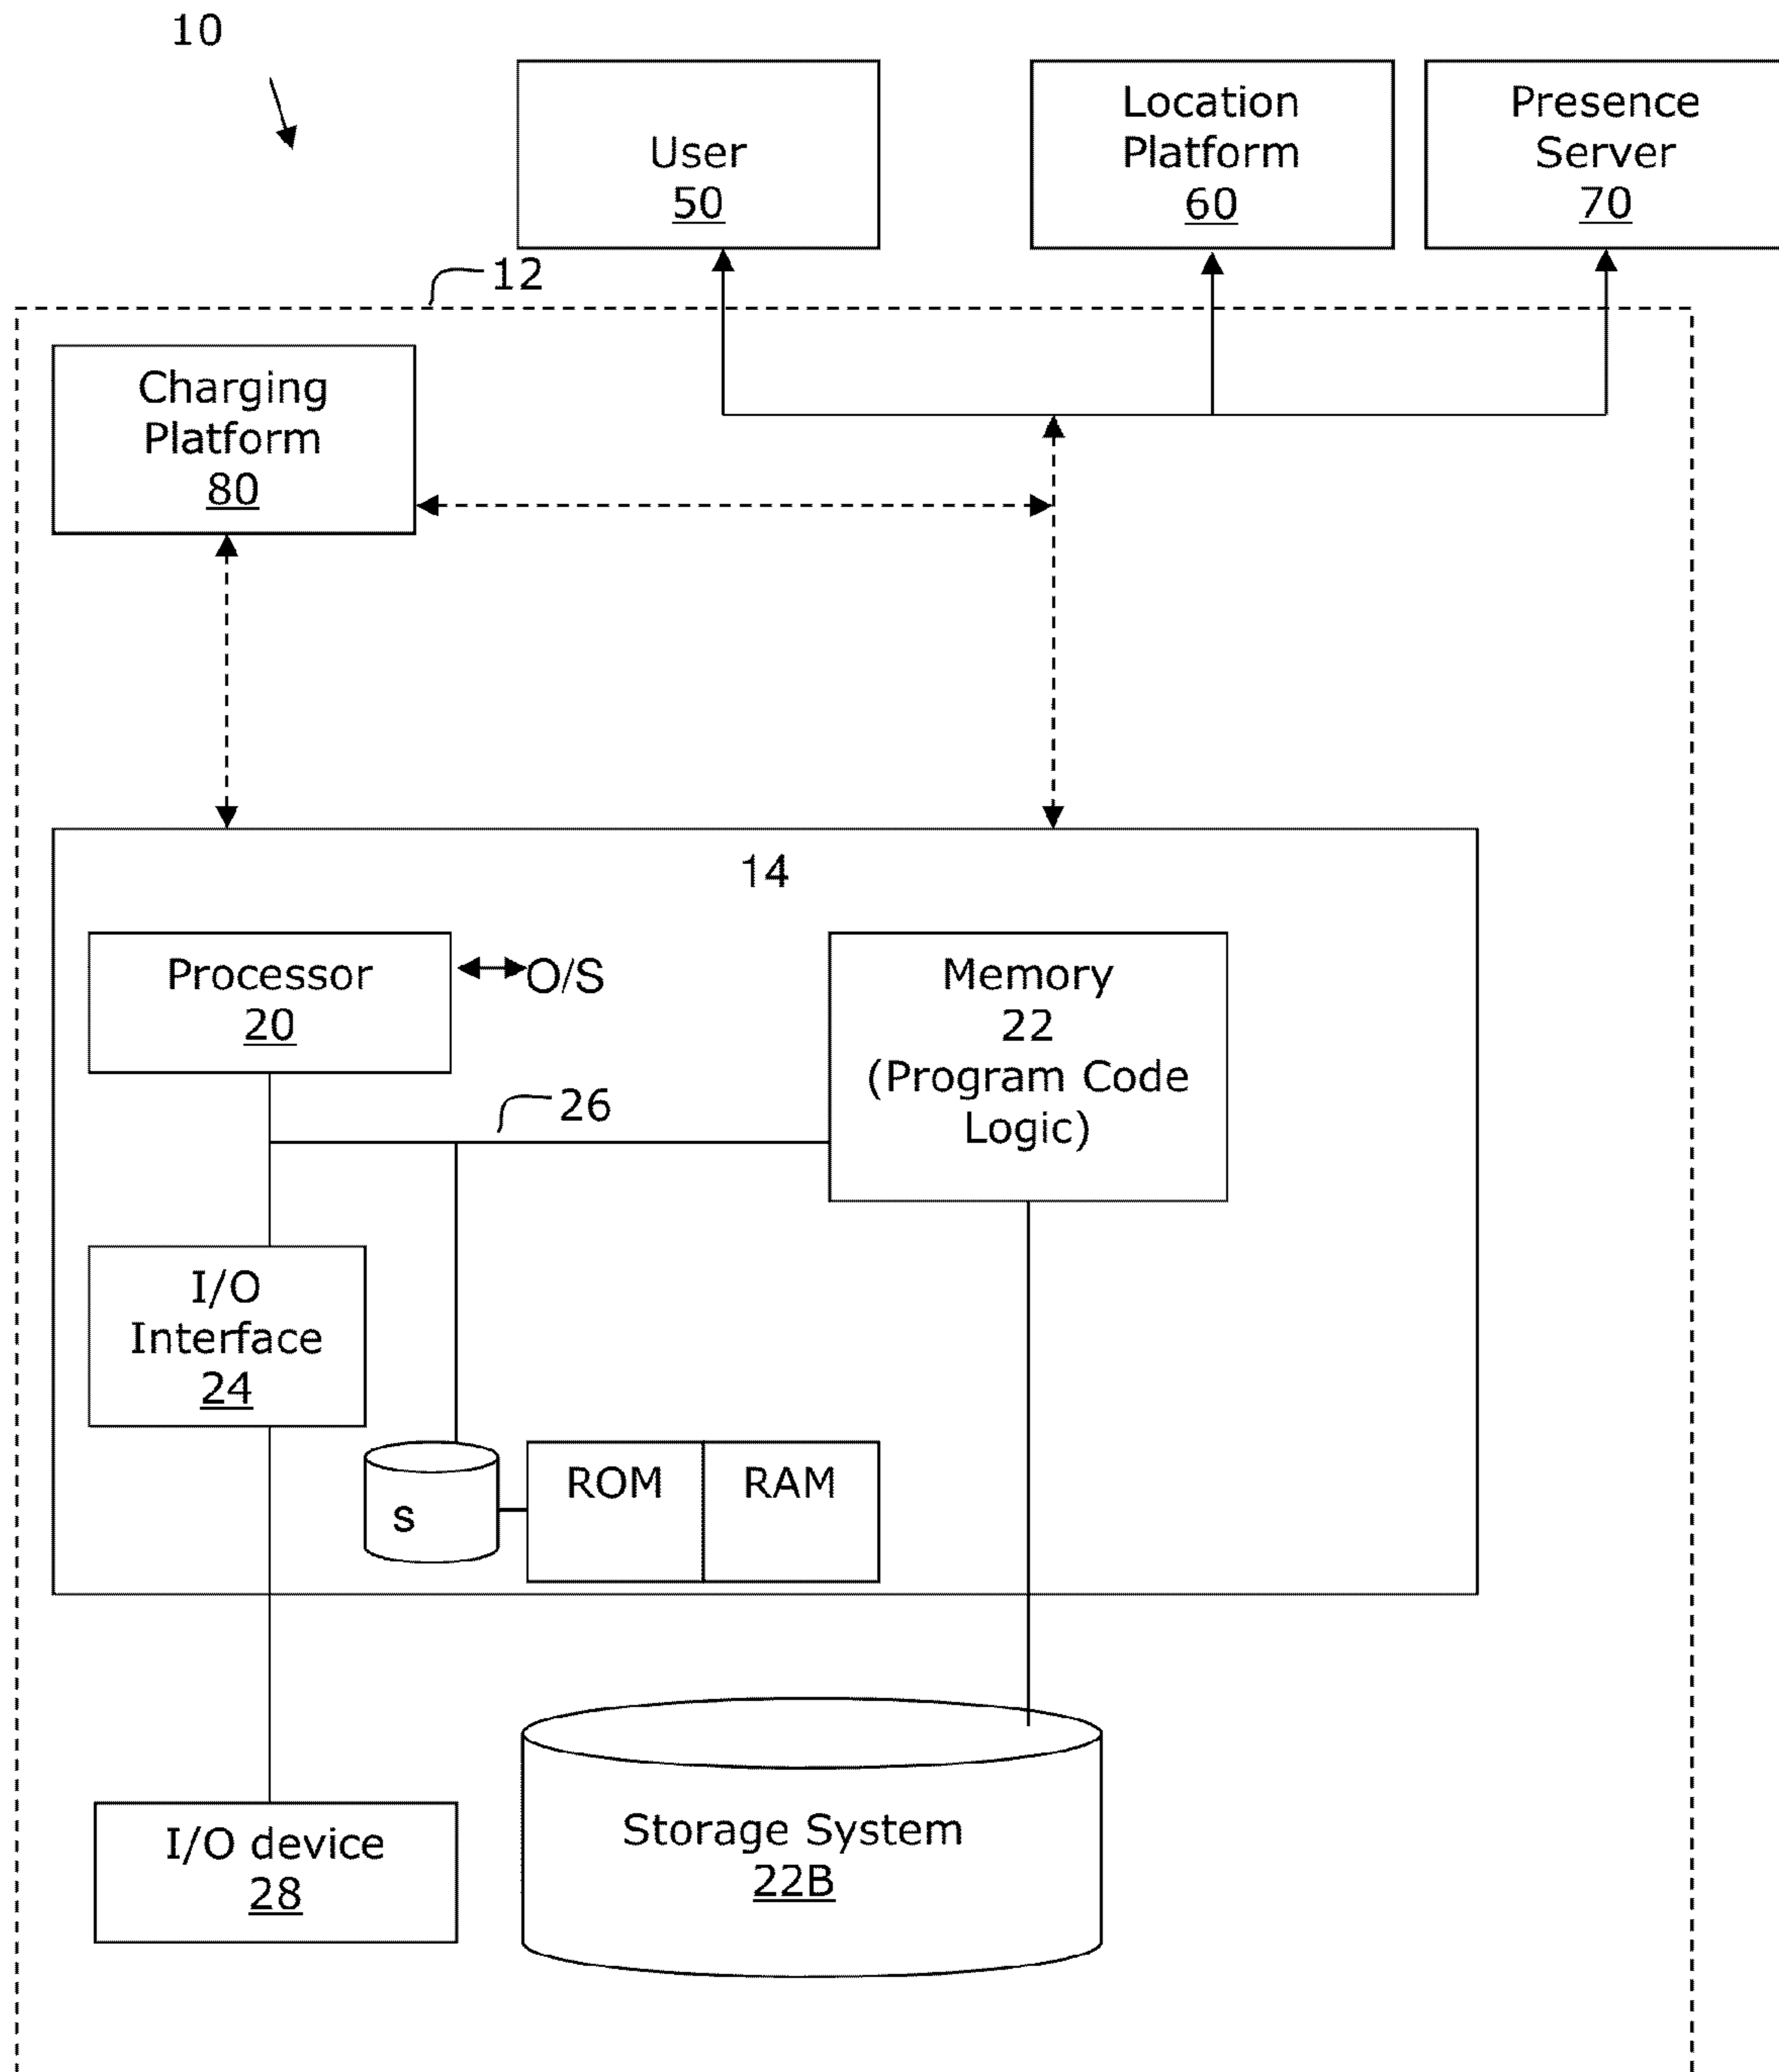 10
User
50
Location
Platform
60
Presence
Server
70
12
Charging
Platform
80
14
Processor
20
O/S
Memory
22
(Program Code
Logic)
26
I/O
Interface
24
S
ROM
RAM
I/O device
28
Storage System
22B